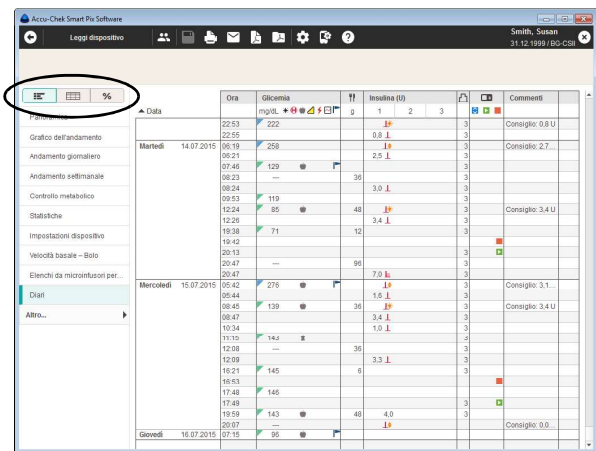 Accu-Chek Smart Pix Software
Leggi dispositivo
Smith, Susan
31.12.1999 / BG-CSII
%
Panoramica
Grafico dell'andamento
Andamento giornaliero
Andamento settimanale
Controllo metabolico
Statistiche
Impostazioni dispositivo
Velocità basale – Bolo
Elenchi da microinfusori per...
Diari
Altro...
Ora Glicemia Insulina (U) Commenti
Data mg/dL g 1 2 3
22:53 222 3 Consiglio: 0,8 U
22:55 0,8 3
Martedì 14.07.2015 06:19 258 3 Consiglio: 2,7...
06:21 2,5 3
07:46 129 3
08:23 --- 36 3
08:24 3,0 3
09:53 119 3
12:24 85 48 3 Consiglio: 3,4 U
12:26 3,4 3
19:38 71 12 3
19:42
20:13 3
20:47 --- 96 3
20:47 7,0 3
Mercoledì 15.07.2015 05:42 276 3 Consiglio: 3,1...
05:44 1,6 3
08:45 139 36 3 Consiglio: 3,4 U
08:47 3,4 3
10:34 1,0 3
11:15 143 3
12:08 --- 36 3
12:09 3,3 3
16:21 145 6 3
16:53
17:48 146
17:49 3
19:59 143 48 4,0 3
20:07 --- Consiglio: 0,0...
Giovedì 16.07.2015 07:15 96